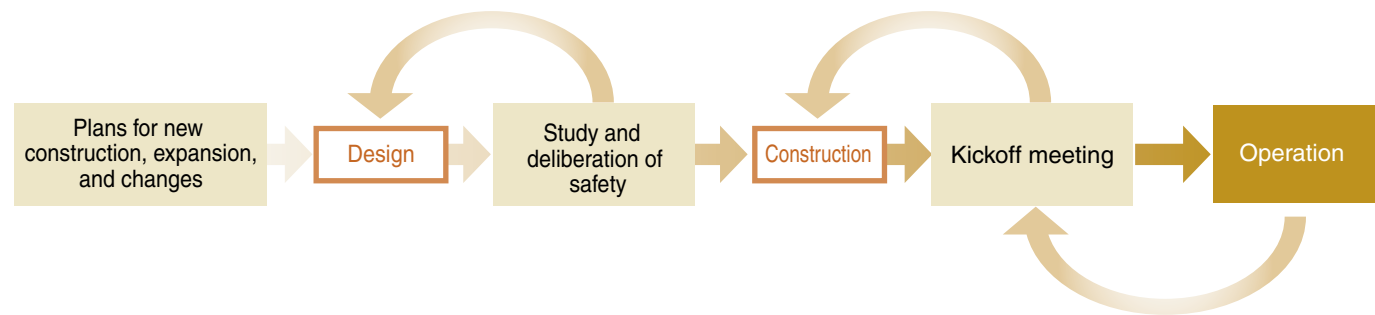 Plans for new
construction, expansion,
and changes
Design
Study and
deliberation of
safety
Construction
Kickoff meeting
Operation